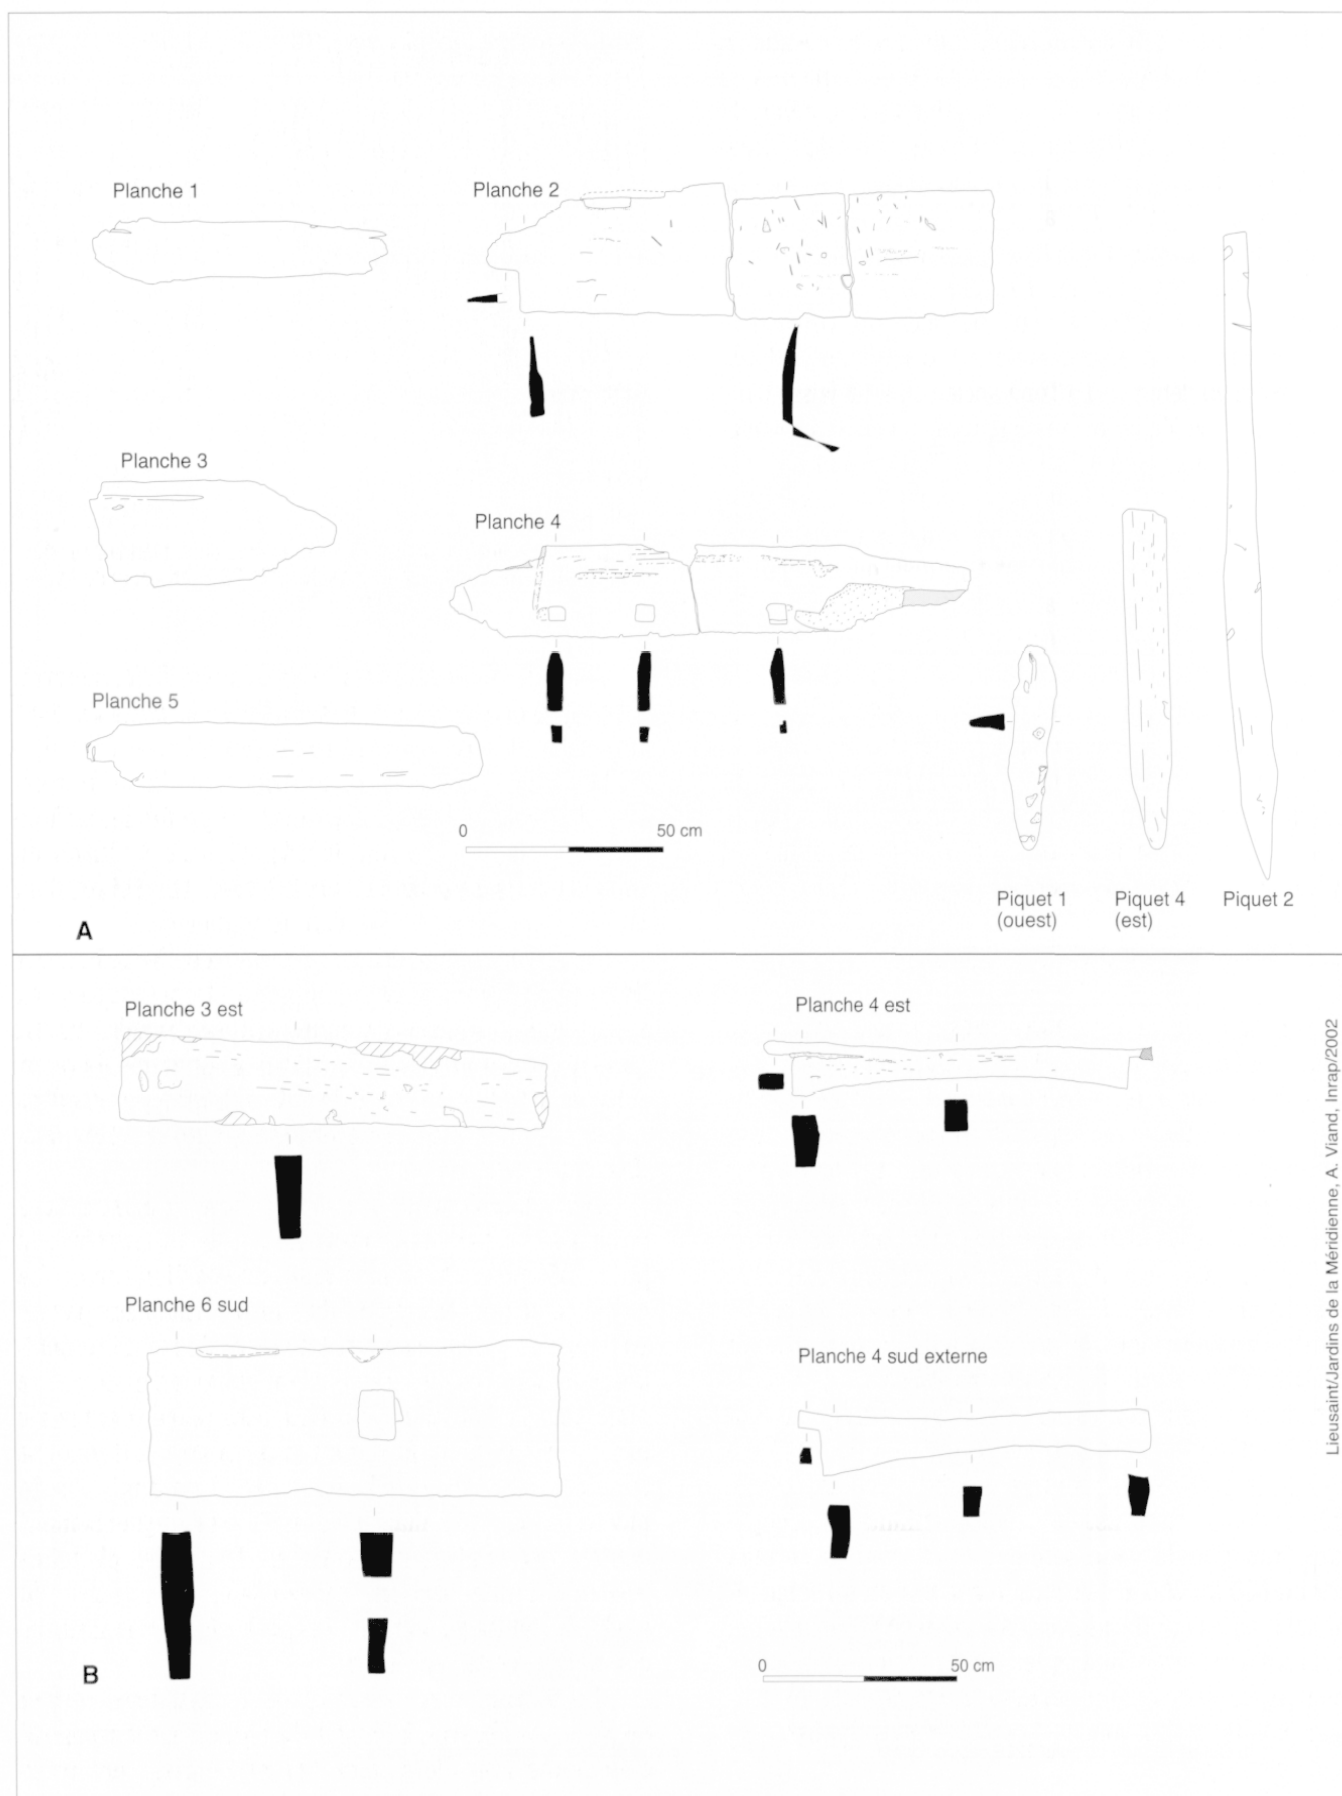 Planche 1
Planche 2
Planche 3
Planche 4
Planche 5
0 50 cm
Piquet 1
(ouest)
Piquet 4
(est)
Piquet 2
A
Planche 3 est
Planche 4 est
Planche 6 sud
Planche 4 sud externe
0 50 cm
B
Lieusaint/Jardins de la Méridienne, A. Viand, Inrap/2002